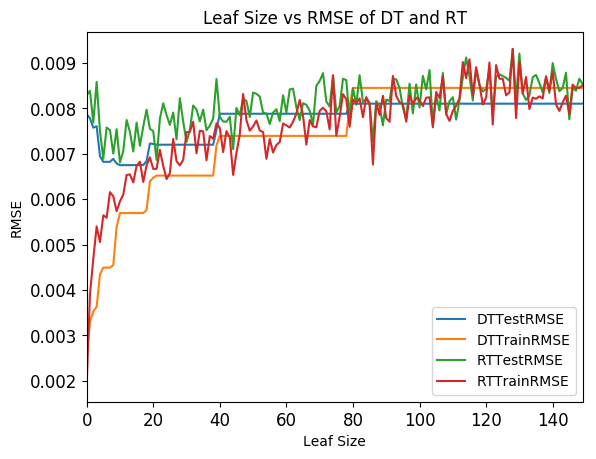 Leaf Size vs RMSE of DT and RT
0.009
0.008
0.007
0.006
0.005
0.004
0.003
0.002
RMSE
DTTestRMSE
DTTrainRMSE
RTTestRMSE
RTTrainRMSE
0 20 40 60 80 100 120 140
Leaf Size